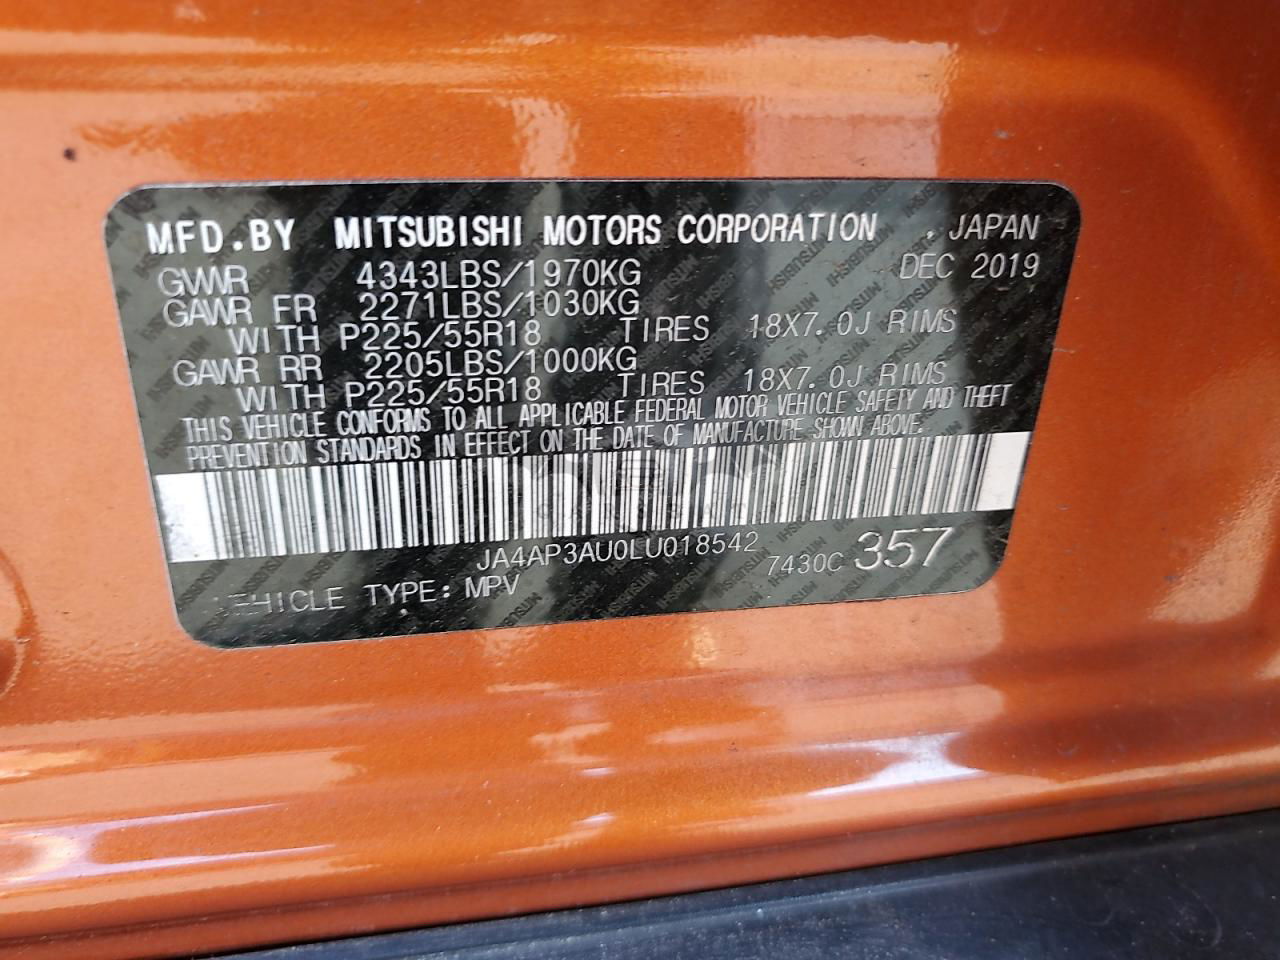 MFD.BY MITSUBISHI MOTORS CORPORATION . JAPAN
GVWR 4343LBS/1970KG DEC 2019
GAWR FR 2271LBS/1030KG
WITH P225/55R18 TIRES 18X7.0J RIMS
GAWR RR 2205LBS/1000KG
WITH P225/55R18 TIRES 18X7.0J RIMS
THIS VEHICLE CONFORMS TO ALL APPLICABLE FEDERAL MOTOR VEHICLE SAFETY AND THEFT
PREVENTION STANDARDS IN EFFECT ON THE DATE OF MANUFACTURE SHOWN ABOVE.
JA4AP3AU0LU018542
7430C 357
VEHICLE TYPE: MPV